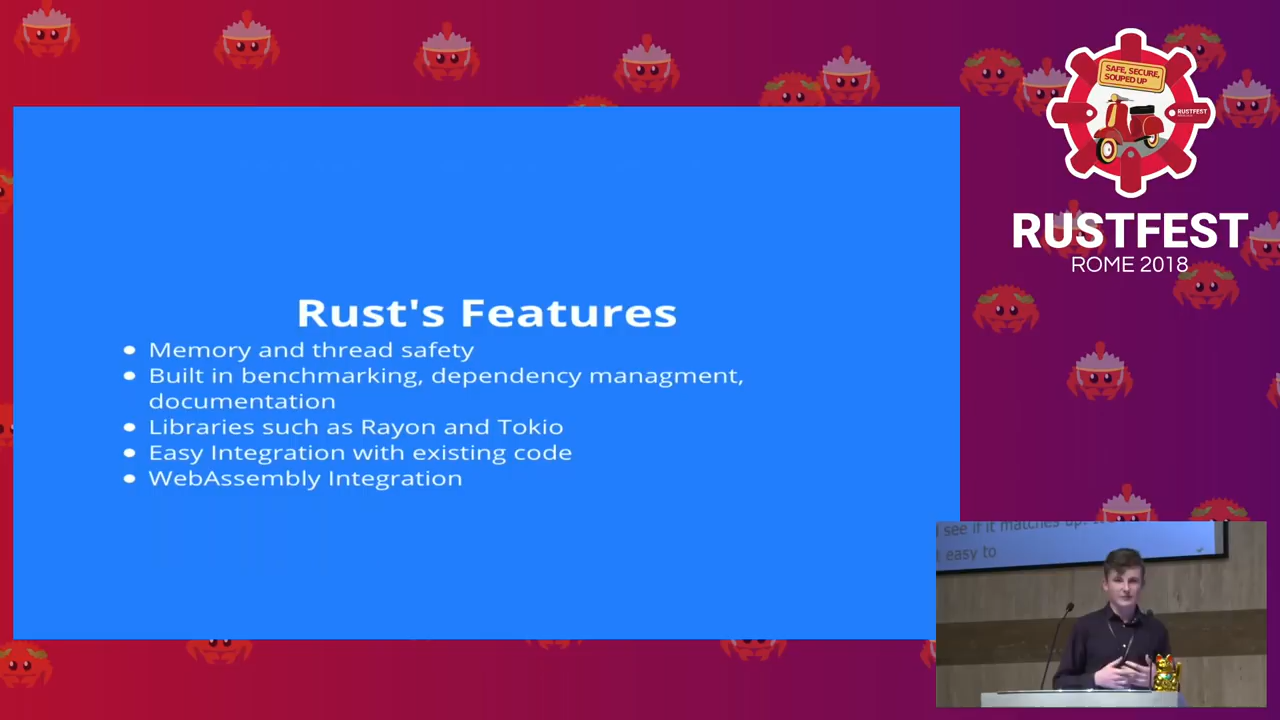 SAFE, SECURE,
SOUPED UP
RUSTFEST
RUSTFEST
ROME 2018
Rust's Features
Memory and thread safety
Built in benchmarking, dependency managment,
documentation
Libraries such as Rayon and Tokio
Easy Integration with existing code
WebAssembly Integration
see if it matches up.
easy to